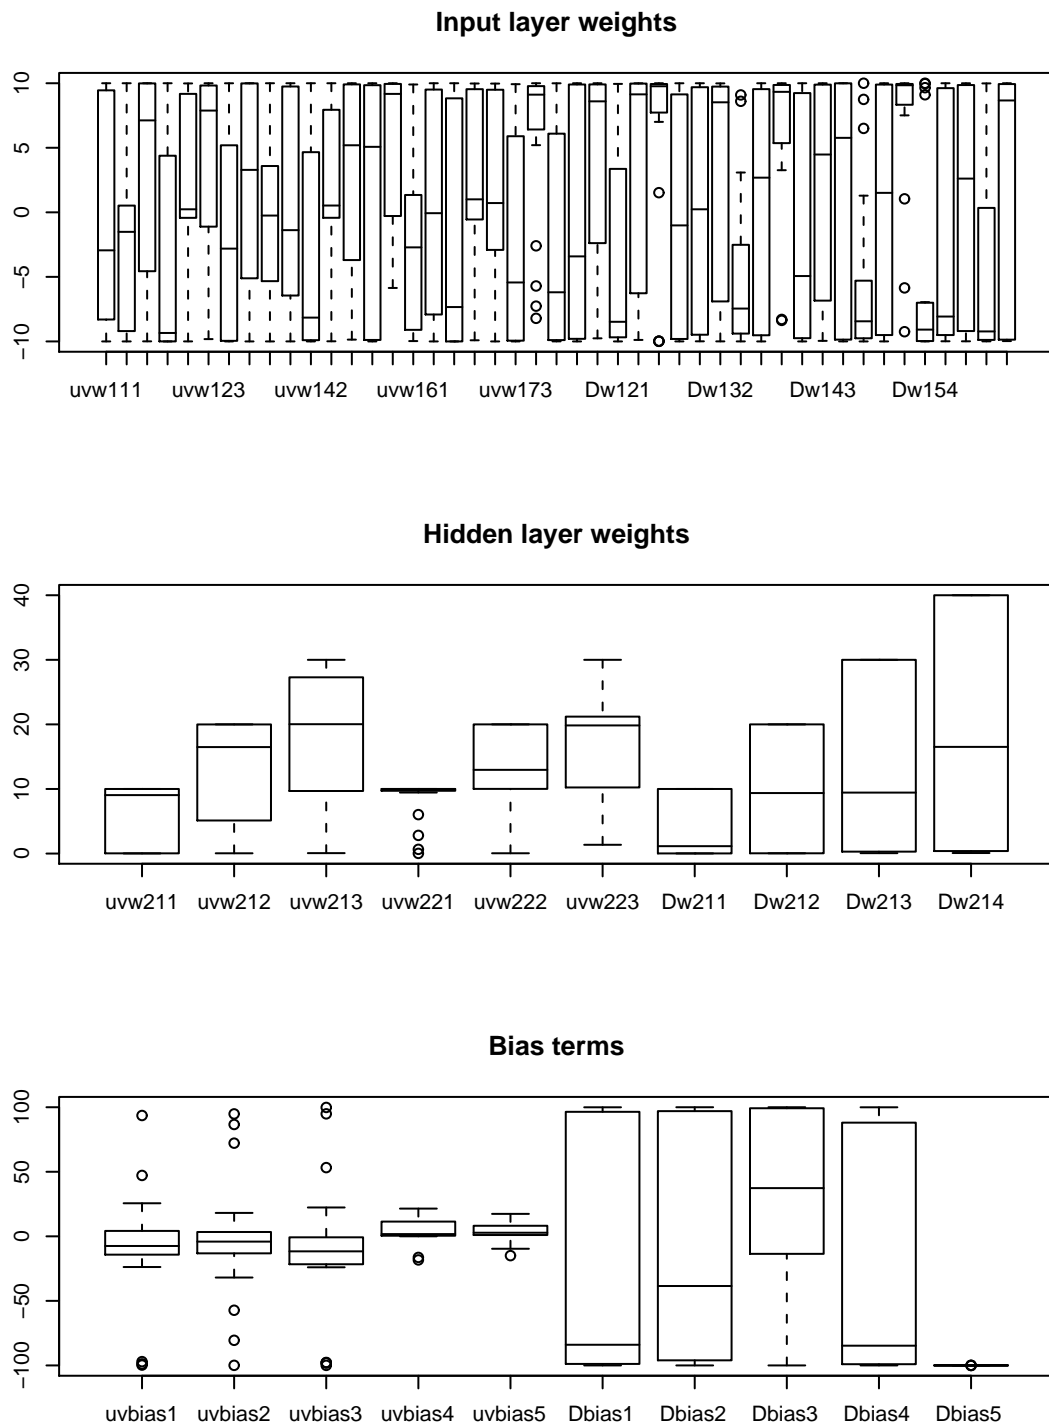 Input layer weights
10
5
0
−5
−10
uvw111 uvw123 uvw142 uvw161 uvw173 Dw121 Dw132 Dw143 Dw154
Hidden layer weights
40
30
20
10
0
uvw211 uvw212 uvw213 uvw221 uvw222 uvw223 Dw211 Dw212 Dw213 Dw214
Bias terms
100
50
0
−50
−100
uvbias1 uvbias2 uvbias3 uvbias4 uvbias5 Dbias1 Dbias2 Dbias3 Dbias4 Dbias5